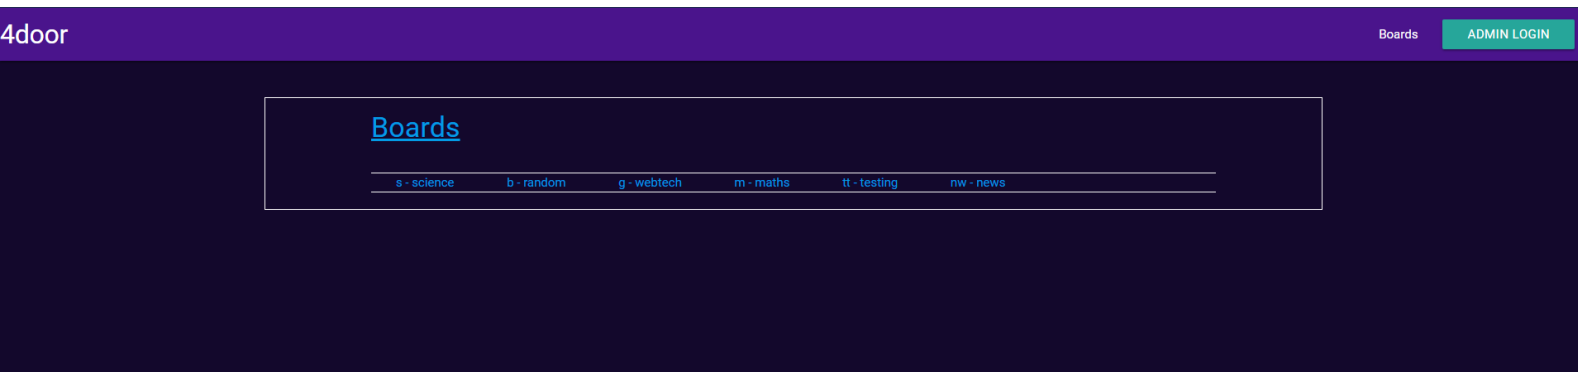 4door Boards ADMIN LOGIN
Boards
s - science b - random g - webtech m - maths tt - testing nw - news